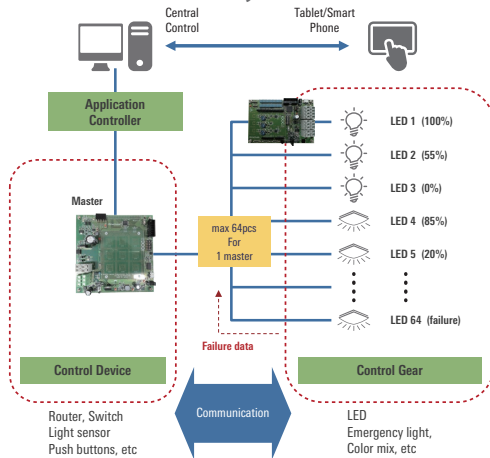 Central
Control
Tablet/Smart
Phone
Application
Controller
Master
max 64pcs
For
1 master
LED 1 (100%)
LED 2 (55%)
LED 3 (0%)
LED 4 (85%)
LED 5 (20%)
LED 64 (failure)
Failure data
Control Device
Control Gear
Router, Switch
Light sensor
Push buttons, etc
Communication
LED
Emergency light,
Color mix, etc